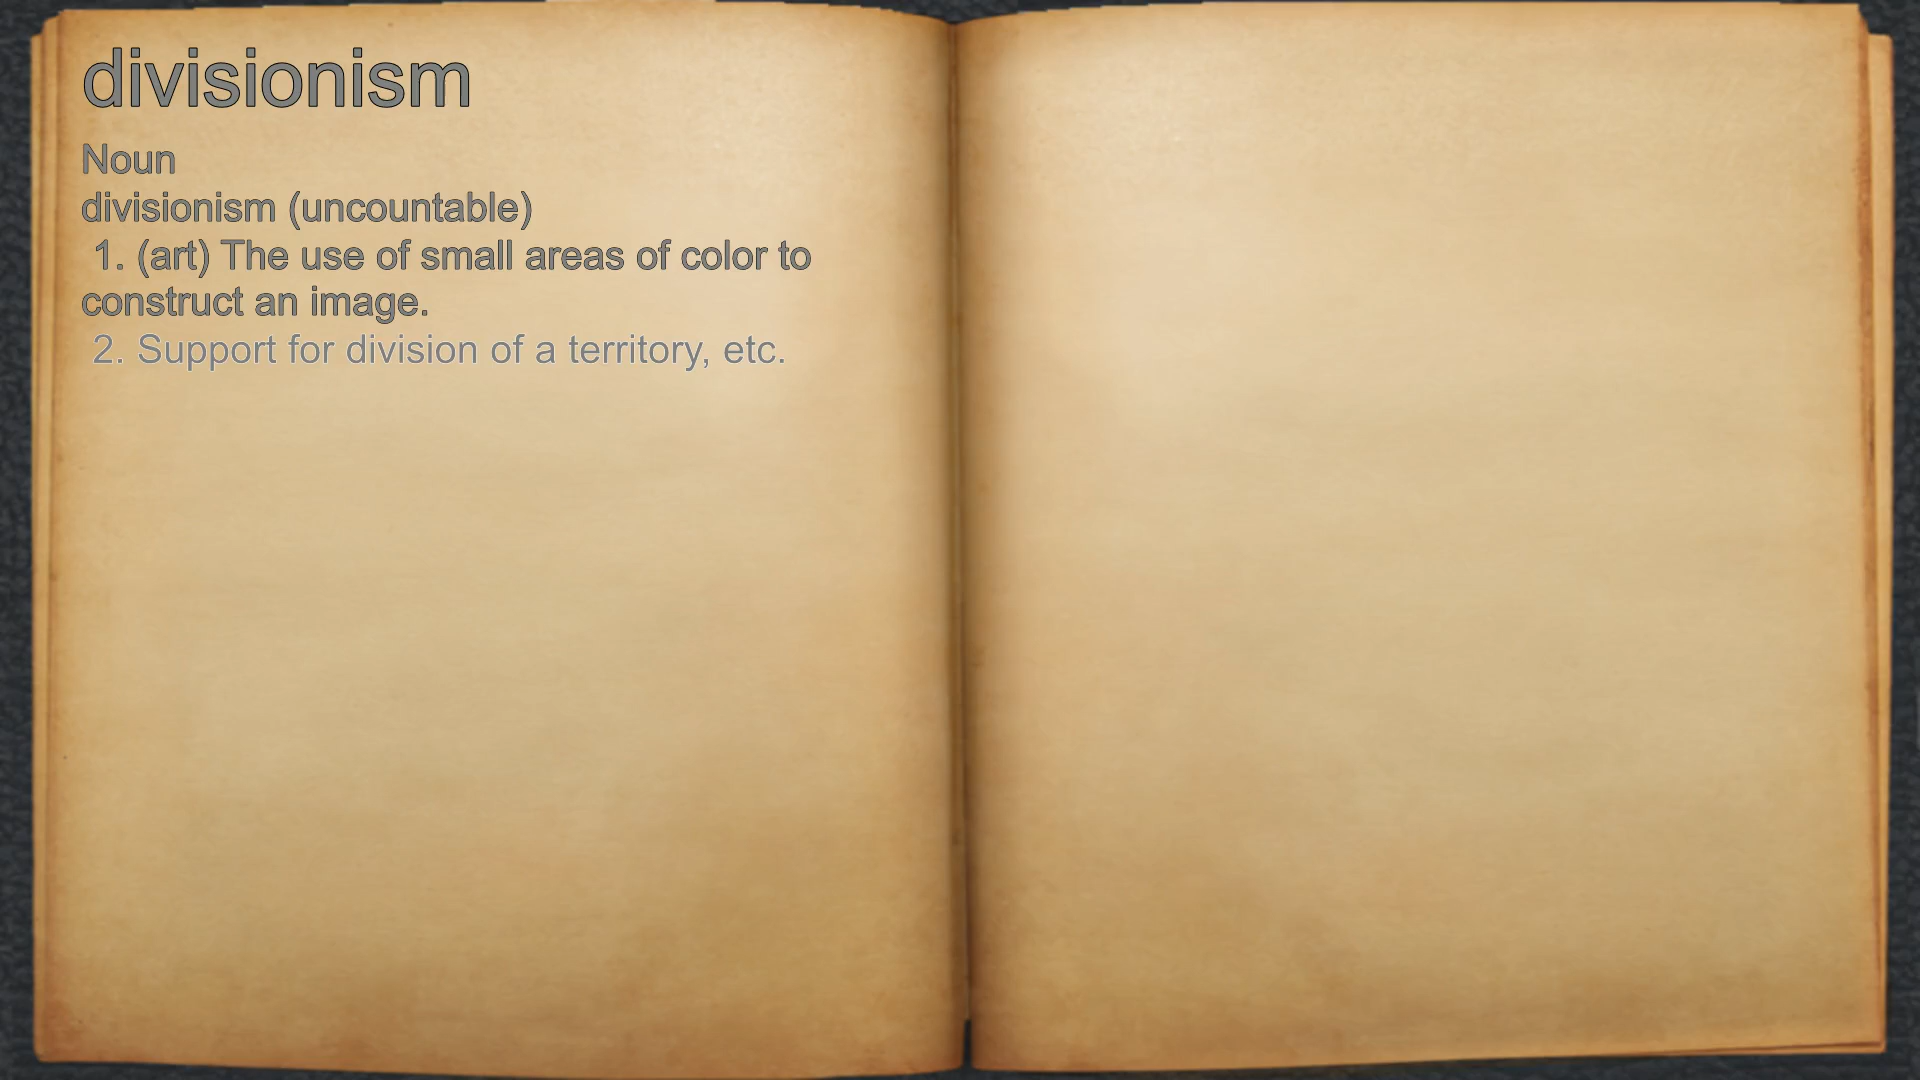 divisionism
Noun
divisionism (uncountable)
1. (art) The use of small areas of color to
construct an image.
2. Support for division of a territory, etc.